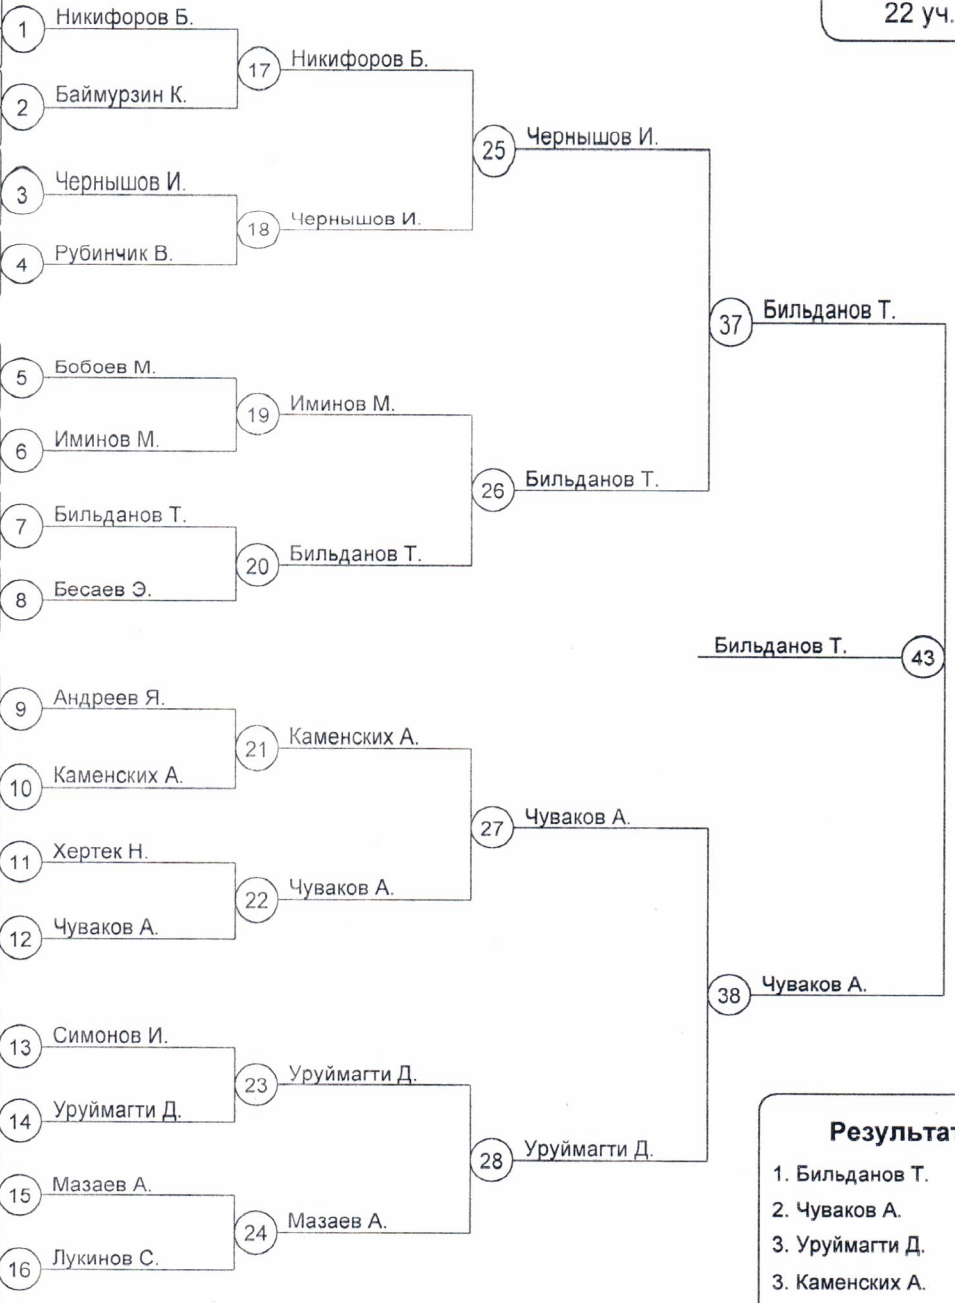 22 уч.
1 Никифоров Б.
17 Никифоров Б.
2 Баймурзин К.
25 Чернышов И.
3 Чернышов И.
18 Чернышов И.
4 Рубинчик В.
37 Бильданов Т.
5 Бобоев М.
19 Иминов М.
6 Иминов М.
26 Бильданов Т.
7 Бильданов Т.
20 Бильданов Т.
8 Бесаев Э.
Бильданов Т. 43
9 Андреев Я.
21 Каменских А.
10 Каменских А.
27 Чуваков А.
11 Хертек Н.
22 Чуваков А.
12 Чуваков А.
38 Чуваков А.
13 Симонов И.
23 Уруймагти Д.
14 Уруймагти Д.
28 Уруймагти Д.
15 Мазаев А.
24 Мазаев А.
16 Лукинов С.
Результат
1. Бильданов Т.
2. Чуваков А.
3. Уруймагти Д.
3. Каменских А.